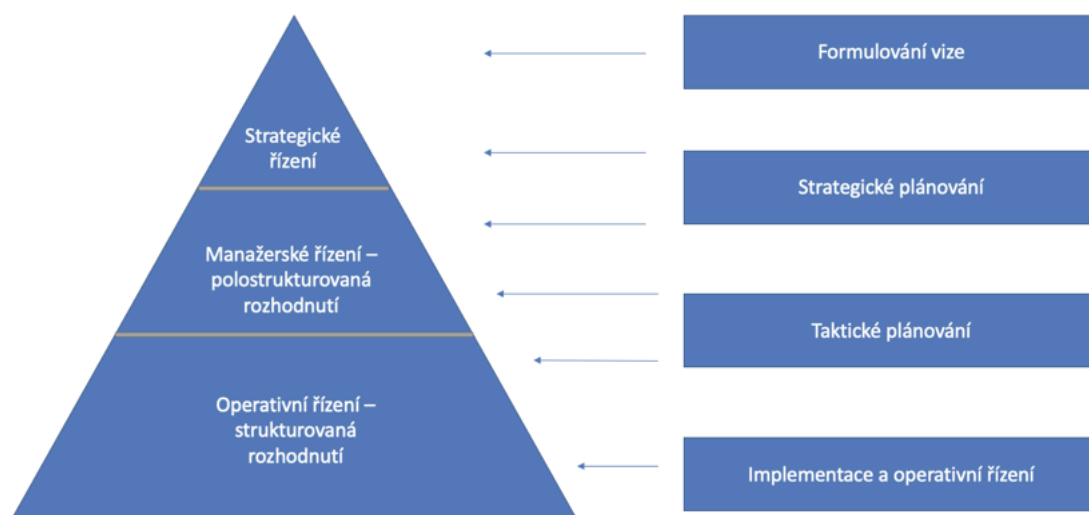 Strategické
řízení
Manažerské řízení –
polostrukturovaná
rozhodnutí
Operativní řízení –
strukturovaná
rozhodnutí
Formulování vize
Strategické plánování
Taktické plánování
Implementace a operativní řízení